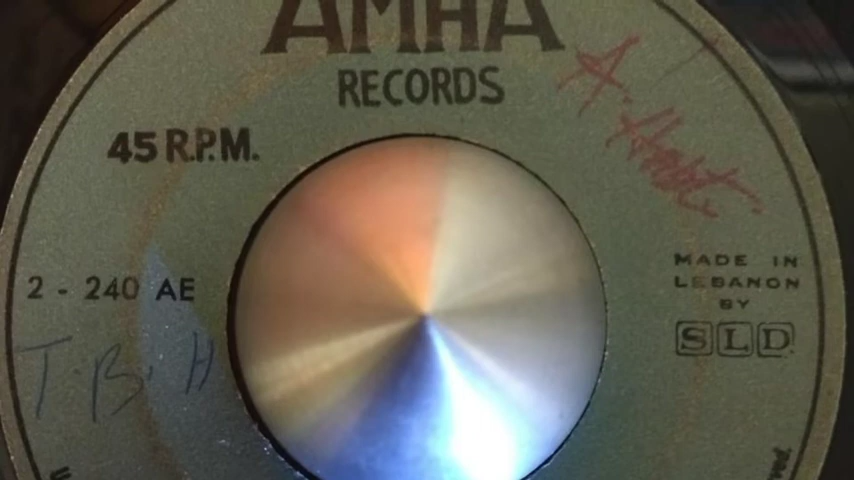 AMHA
RECORDS
45 R.P.M.
2 - 240 AE
MADE IN
LEBANON
BY
SLD
T.B.H